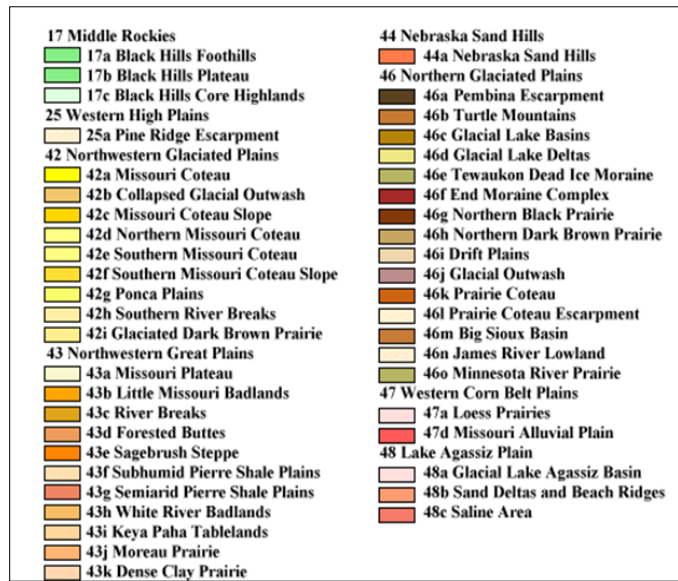 17 Middle Rockies
17a Black Hills Foothills
17b Black Hills Plateau
17c Black Hills Core Highlands
25 Western High Plains
25a Pine Ridge Escarpment
42 Northwestern Glaciated Plains
42a Missouri Coteau
42b Collapsed Glacial Outwash
42c Missouri Coteau Slope
42d Northern Missouri Coteau
42e Southern Missouri Coteau
42f Southern Missouri Coteau Slope
42g Ponca Plains
42h Southern River Breaks
42i Glaciated Dark Brown Prairie
43 Northwestern Great Plains
43a Missouri Plateau
43b Little Missouri Badlands
43c River Breaks
43d Forested Buttes
43e Sagebrush Steppe
43f Subhumid Pierre Shale Plains
43g Semiarid Pierre Shale Plains
43h White River Badlands
43i Keya Paha Tablelands
43j Moreau Prairie
43k Dense Clay Prairie
44 Nebraska Sand Hills
44a Nebraska Sand Hills
46 Northern Glaciated Plains
46a Pembina Escarpment
46b Turtle Mountains
46c Glacial Lake Basins
46d Glacial Lake Deltas
46e Tewaukon Dead Ice Moraine
46f End Moraine Complex
46g Northern Black Prairie
46h Northern Dark Brown Prairie
46i Drift Plains
46j Glacial Outwash
46k Prairie Coteau
46l Prairie Coteau Escarpment
46m Big Sioux Basin
46n James River Lowland
46o Minnesota River Prairie
47 Western Corn Belt Plains
47a Loess Prairies
47d Missouri Alluvial Plain
48 Lake Agassiz Plain
48a Glacial Lake Agassiz Basin
48b Sand Deltas and Beach Ridges
48c Saline Area